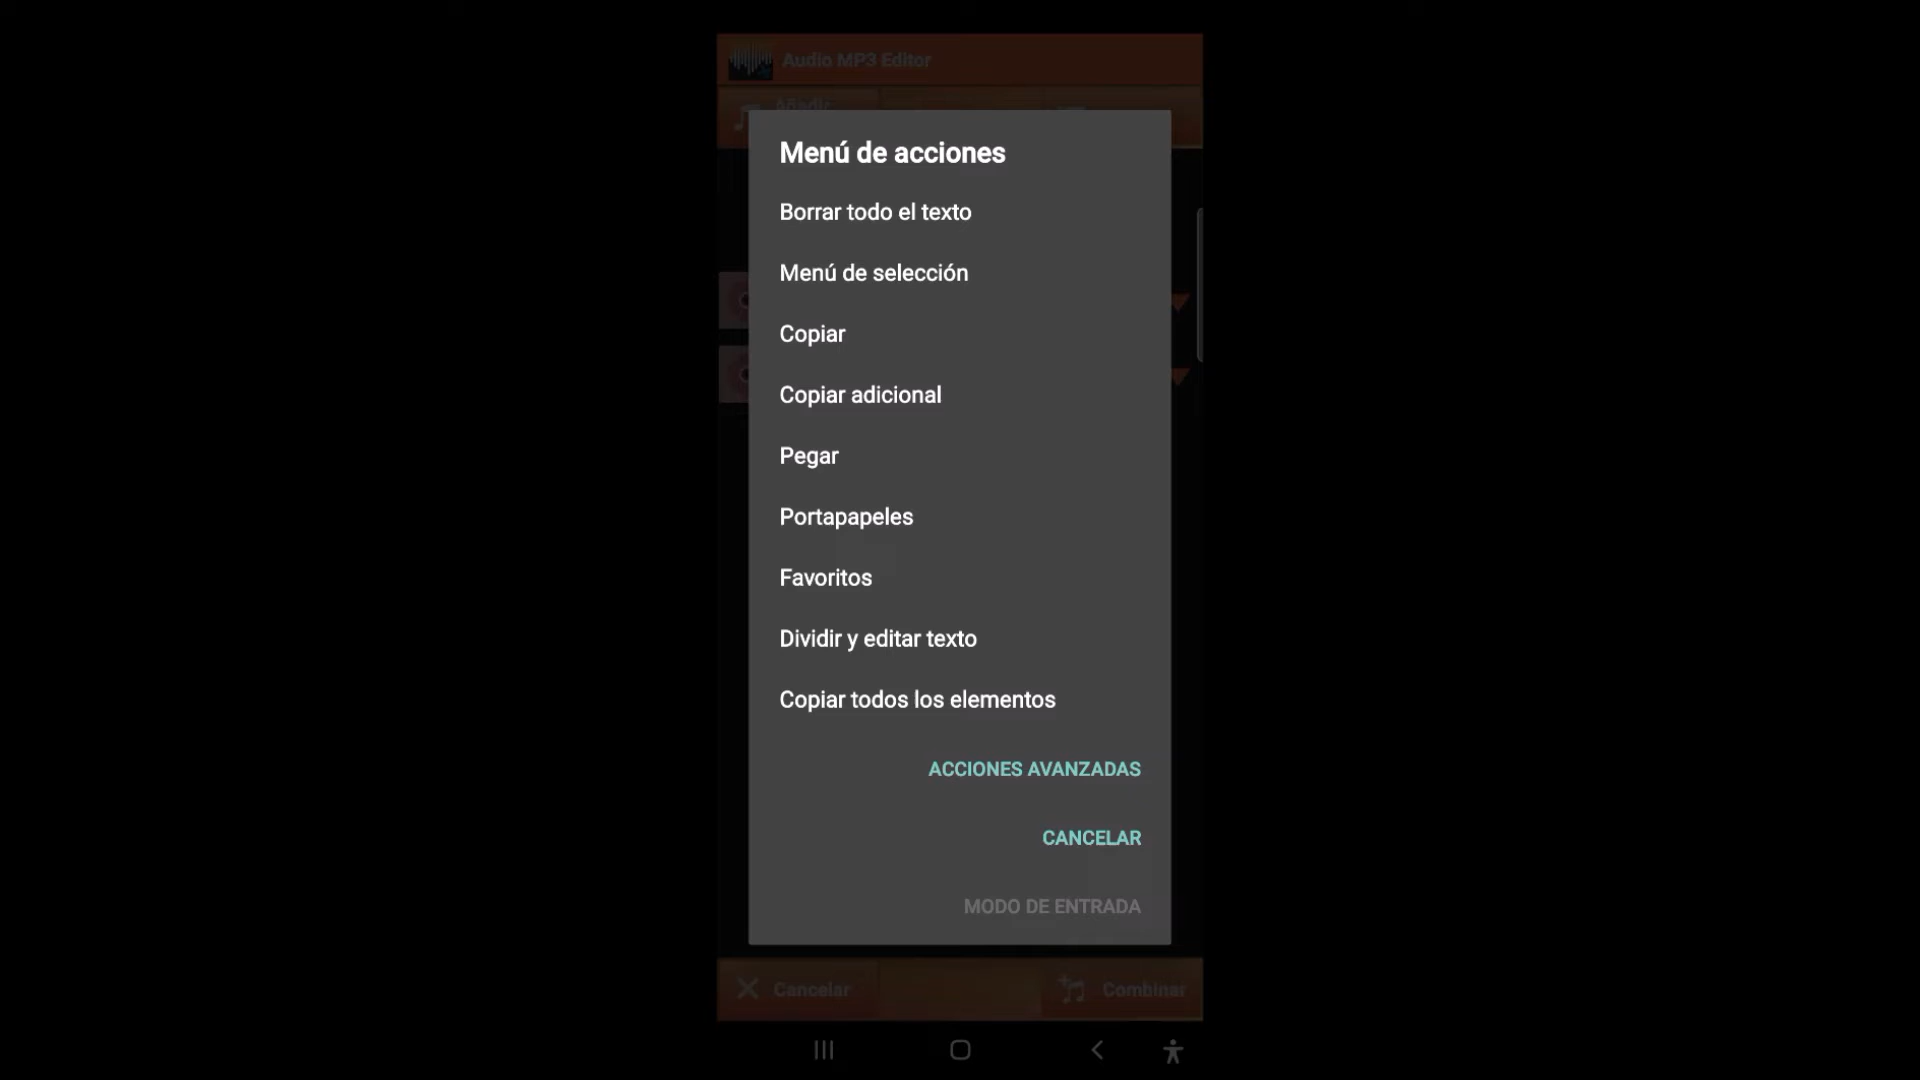 Audio MP3 Editor
Añadir
Menú de acciones
Borrar todo el texto
Menú de selección
Copiar
Copiar adicional
Pegar
Portapapeles
Favoritos
Dividir y editar texto
Copiar todos los elementos
ACCIONES AVANZADAS
CANCELAR
MODO DE ENTRADA
Cancelar
Combinar